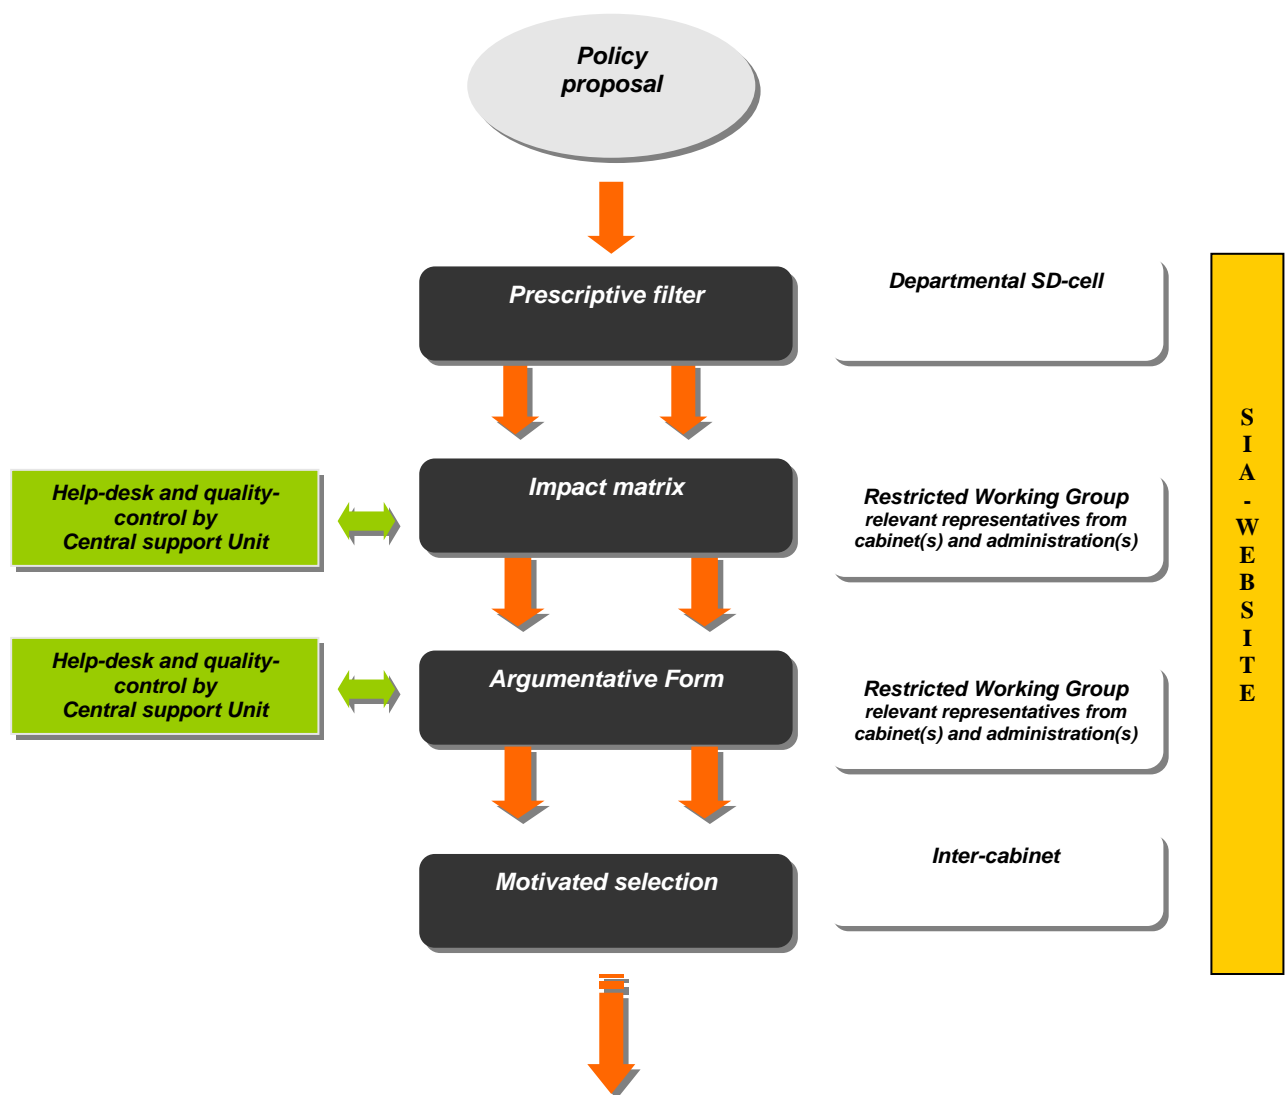 Policy
proposal
Prescriptive filter
Departmental SD-cell
Impact matrix
Help-desk and quality-
control by
Central support Unit
Restricted Working Group
relevant representatives from
cabinet(s) and administration(s)
Argumentative Form
Help-desk and quality-
control by
Central support Unit
Restricted Working Group
relevant representatives from
cabinet(s) and administration(s)
Motivated selection
Inter-cabinet
S
I
A
-
W
E
B
S
I
T
E